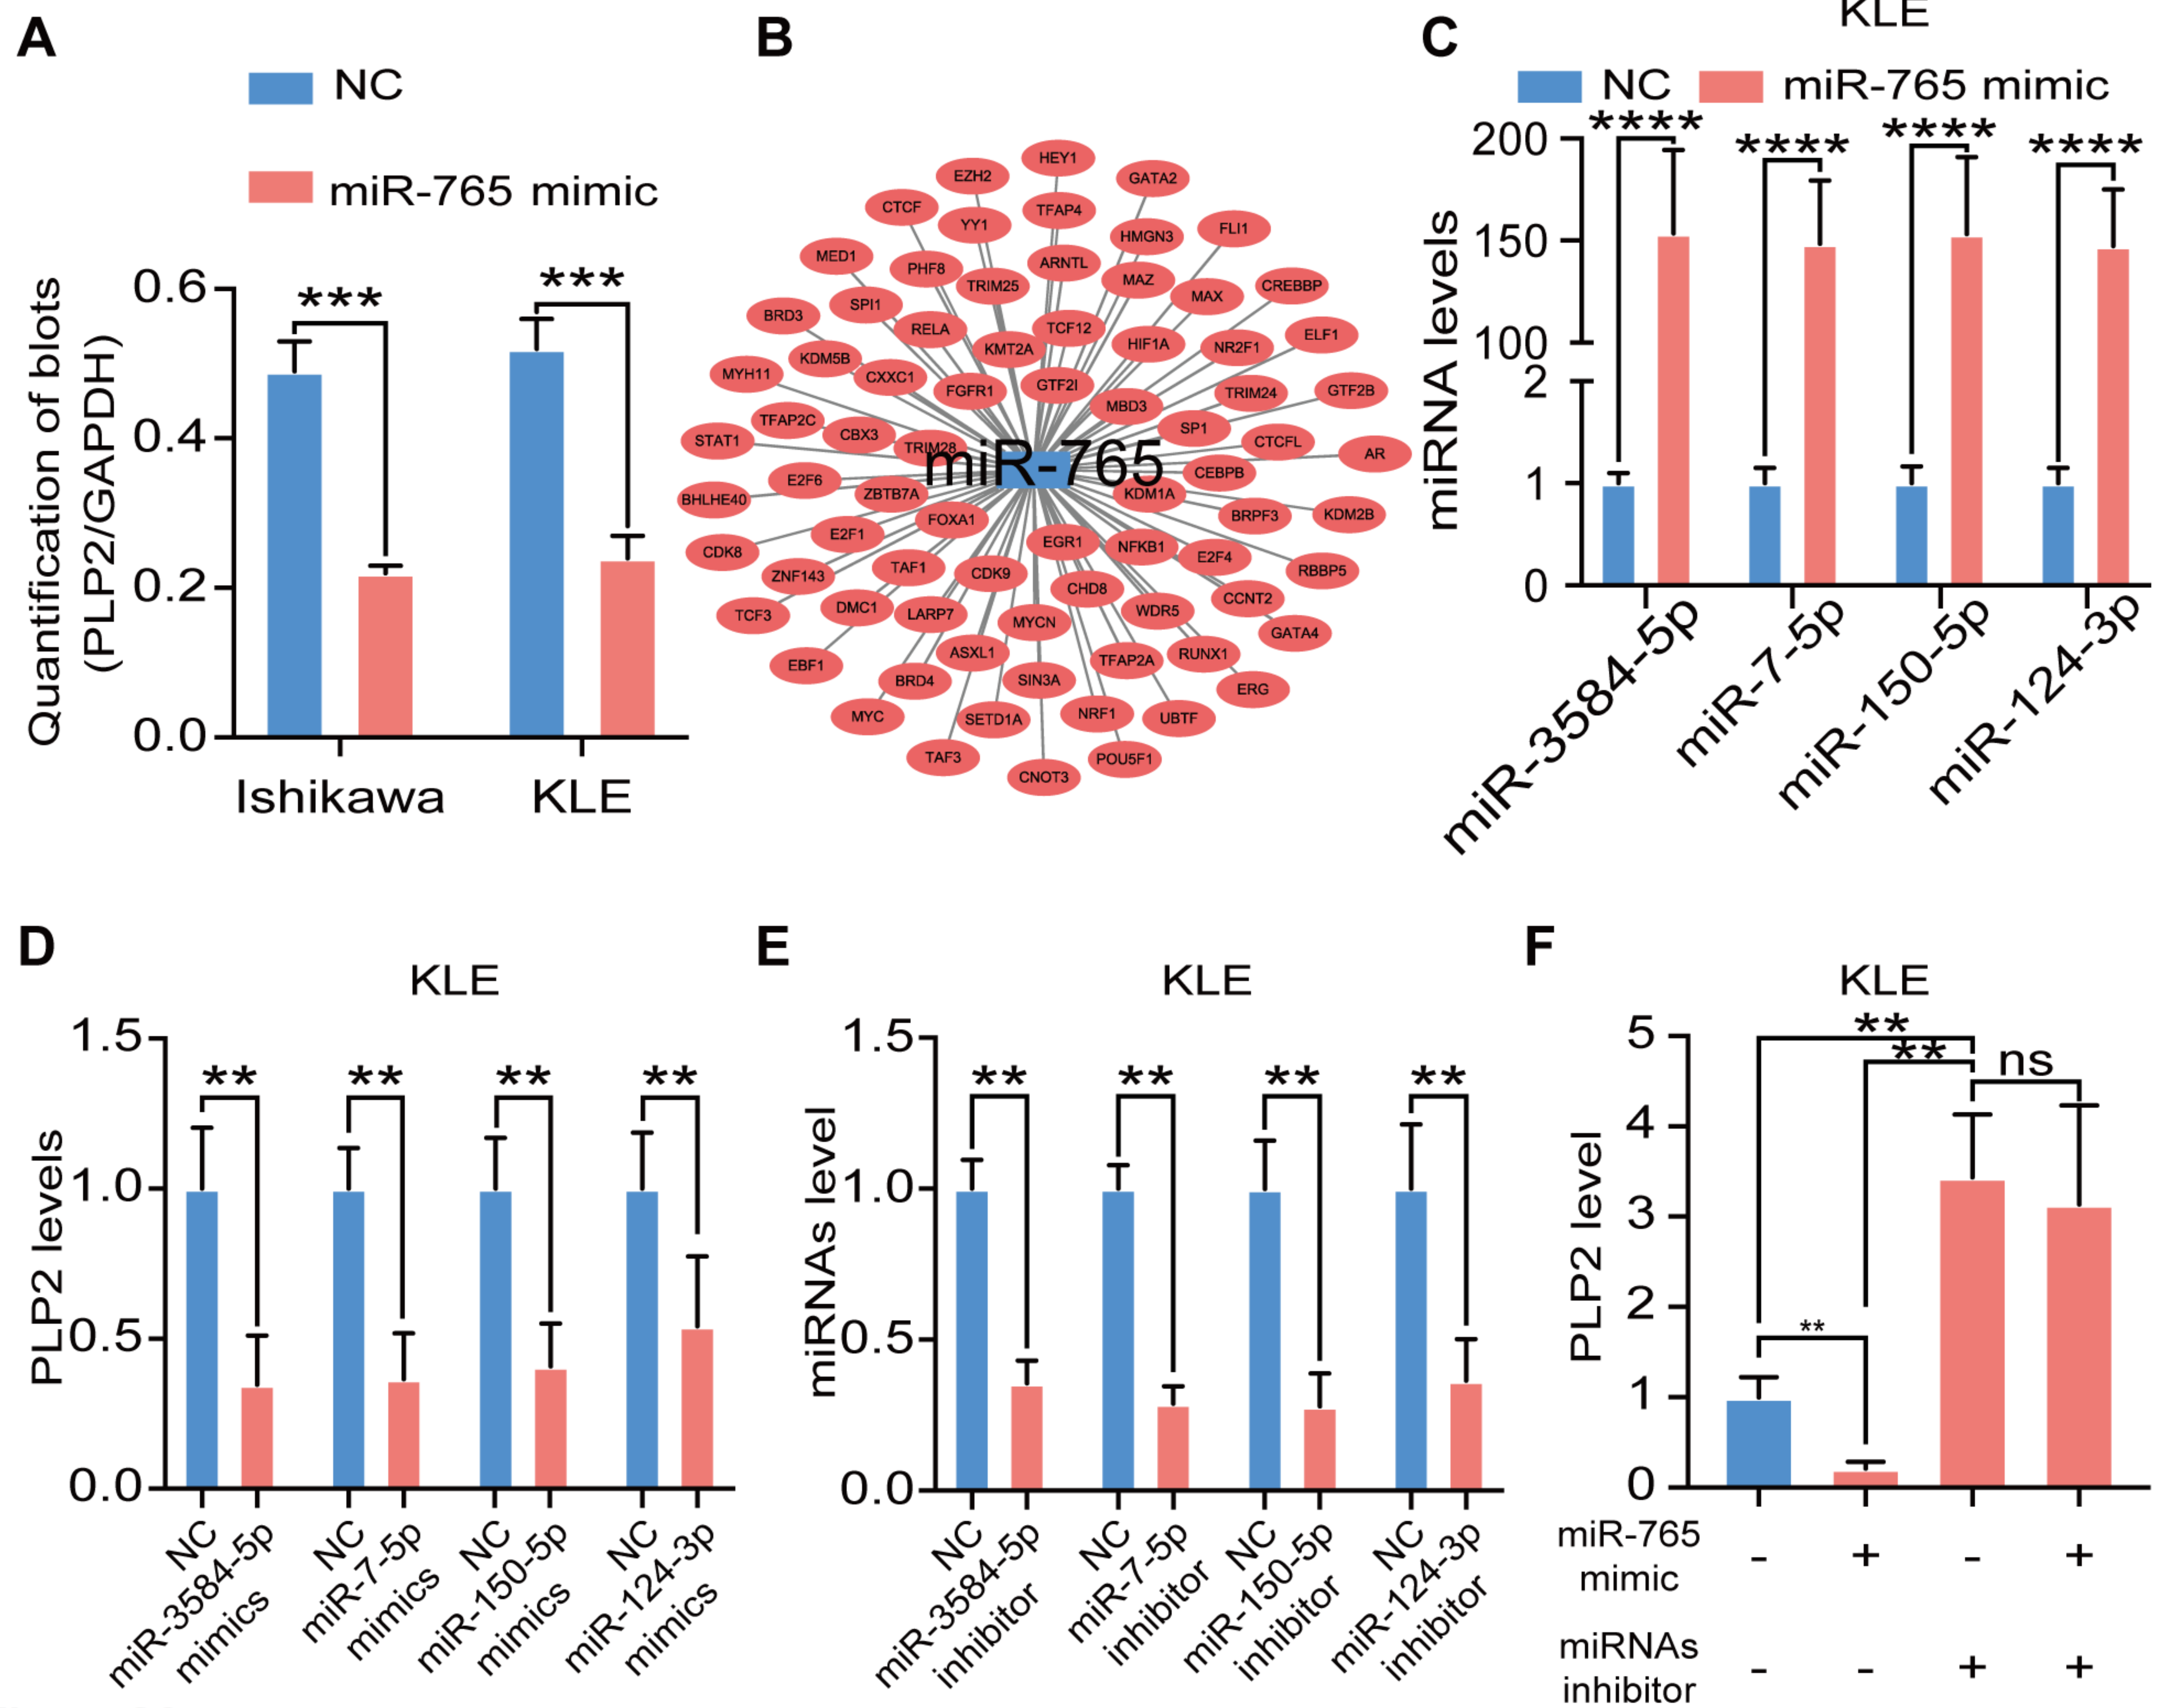 A
NC
miR-765 mimic
Quantification of blots
(PLP2/GAPDH)
0.6
0.4
0.2
0.0
***
***
Ishikawa
KLE
B
HEY1
EZH2
GATA2
CTCF
TFAP4
YY1
FLI1
HMGN3
MED1
ARNTL
PHF8
MAZ
TRIM25
CREBBP
MAX
SPI1
BRD3
RELA
TCF12
ELF1
HIF1A
NR2F1
KMT2A
KDM5B
MYH11
CXXC1
GTF2I
FGFR1
TRIM24
GTF2B
MBD3
TFAP2C
SP1
CBX3
STAT1
CTCFL
TRIM28
AR
miR-765
CEBPB
E2F6
ZBTB7A
KDM1A
BHLHE40
KDM2B
BRPF3
FOXA1
E2F1
EGR1
NFKB1
CDK8
E2F4
TAF1
RBBP5
CDK9
ZNF143
CHD8
CCNT2
DMC1
WDR5
LARP7
TCF3
MYCN
GATA4
ASXL1
RUNX1
TFAP2A
EBF1
SIN3A
BRD4
ERG
NRF1
MYC
UBTF
SETD1A
TAF3
POU5F1
CNOT3
C
KLE
NC
miR-765 mimic
miRNA levels
200
150
100
2
1
0
****
****
****
****
miR-3584-5p
miR-7-5p
miR-150-5p
miR-124-3p
D
KLE
PLP2 levels
1.5
1.0
0.5
0.0
**
**
**
**
NC
miR-3584-5p
mimics
NC
miR-7-5p
mimics
NC
miR-150-5p
mimics
NC
miR-124-3p
mimics
E
KLE
miRNAs level
1.5
1.0
0.5
0.0
**
**
**
**
NC
miR-3584-5p
inhibitor
NC
miR-7-5p
inhibitor
NC
miR-150-5p
inhibitor
NC
miR-124-3p
inhibitor
F
KLE
PLP2 level
5
4
3
2
1
0
**
**
ns
**
miR-765
mimic
- + - +
miRNAs
inhibitor
- - + +